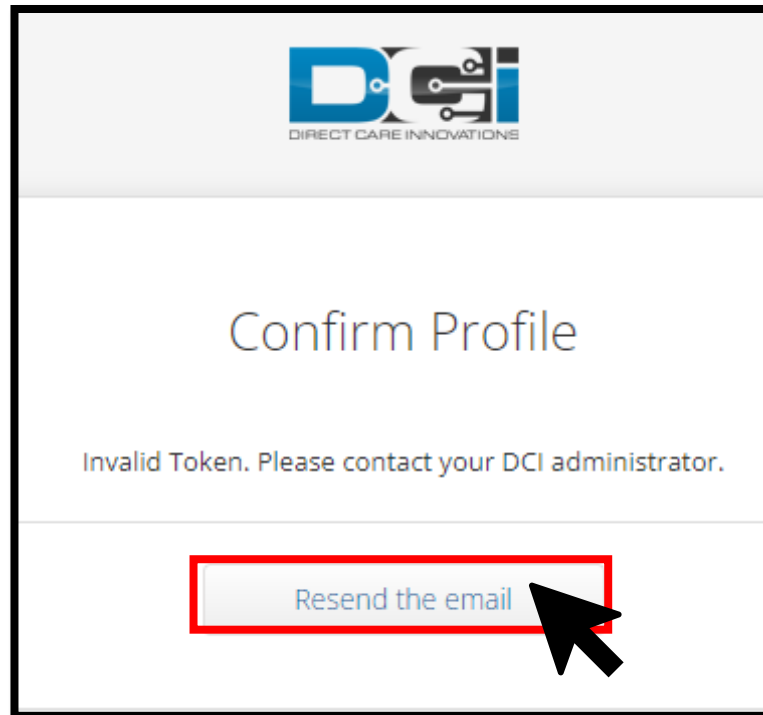 DCi
DIRECT CARE INNOVATIONS
Confirm Profile
Invalid Token. Please contact your DCI administrator.
Resend the email